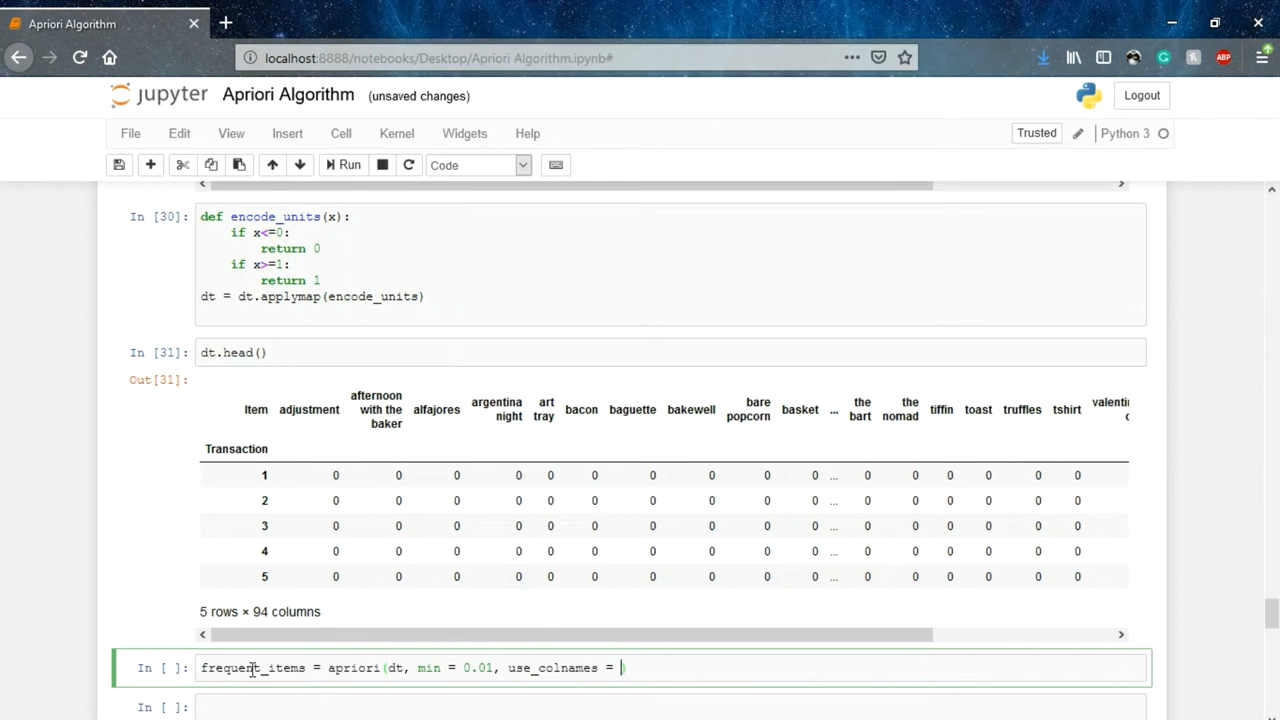 Apriori Algorithm
localhost:8888/notebooks/Desktop/Apriori Algorithm.ipynb#
ABP
jupyter Apriori Algorithm (unsaved changes)
Logout
File Edit View Insert Cell Kernel Widgets Help
Trusted
Python 3
Run
Code
In [30]:
def encode_units(x):
if x<=0:
return 0
if x>=1:
return 1
dt = dt.applymap(encode_units)
In [31]:
dt.head()
Out[31]:
Item adjustment afternoon with the baker alfajores argentina night art tray bacon baguette bakewell bare popcorn basket ... the bart the nomad tiffin toast truffles tshirt
Transaction
1 0 0 0 0 0 0 0 0 0 0 ... 0 0 0 0 0 0
2 0 0 0 0 0 0 0 0 0 0 ... 0 0 0 0 0 0
3 0 0 0 0 0 0 0 0 0 0 ... 0 0 0 0 0 0
4 0 0 0 0 0 0 0 0 0 0 ... 0 0 0 0 0 0
5 0 0 0 0 0 0 0 0 0 0 ... 0 0 0 0 0 0
5 rows × 94 columns
In [ ]:
frequent_items = apriori(dt, min = 0.01, use_colnames = )
In [ ]: